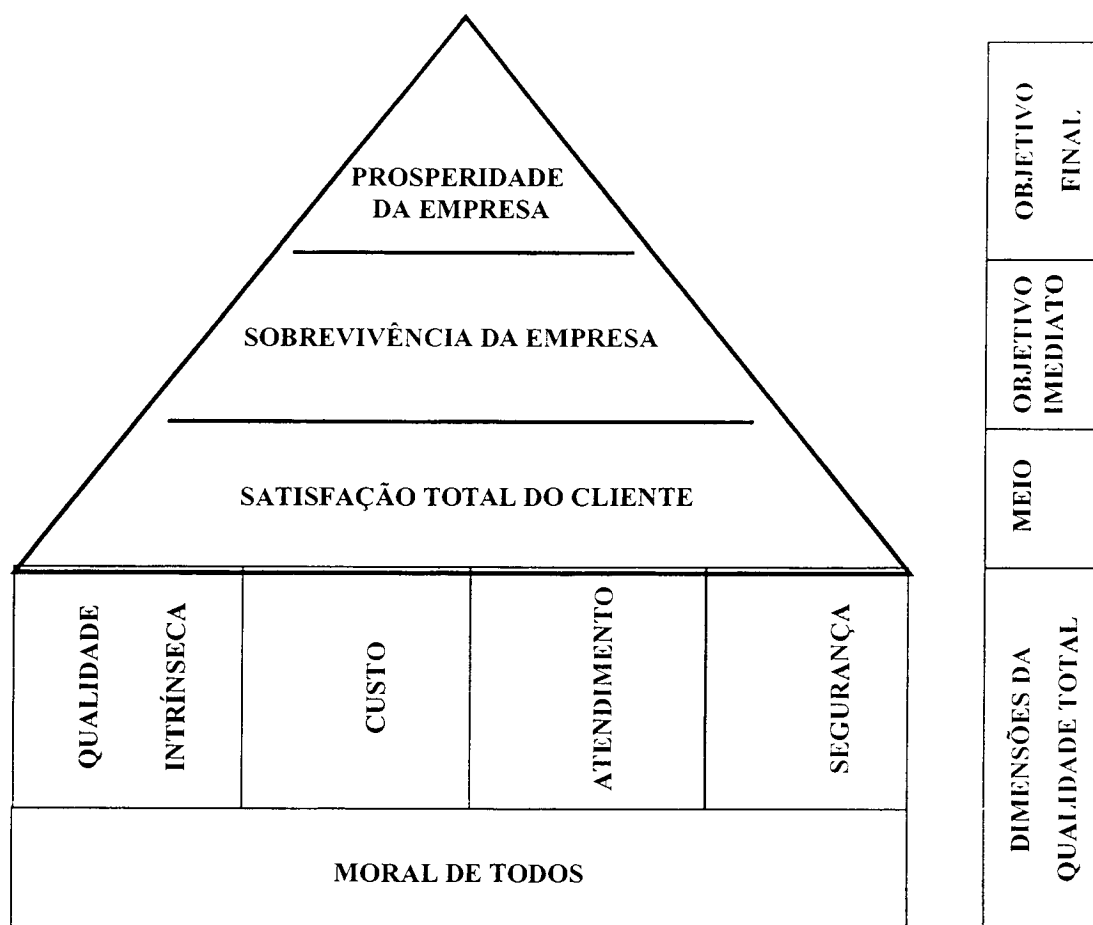 PROSPERIDADE
DA EMPRESA
SOBREVIVÊNCIA DA EMPRESA
SATISFAÇÃO TOTAL DO CLIENTE
QUALIDADE
INTRÍNSECA
CUSTO
ATENDIMENTO
SEGURANÇA
MORAL DE TODOS
OBJETIVO
FINAL
OBJETIVO
IMEDIATO
MEIO
DIMENSÕES DA
QUALIDADE TOTAL